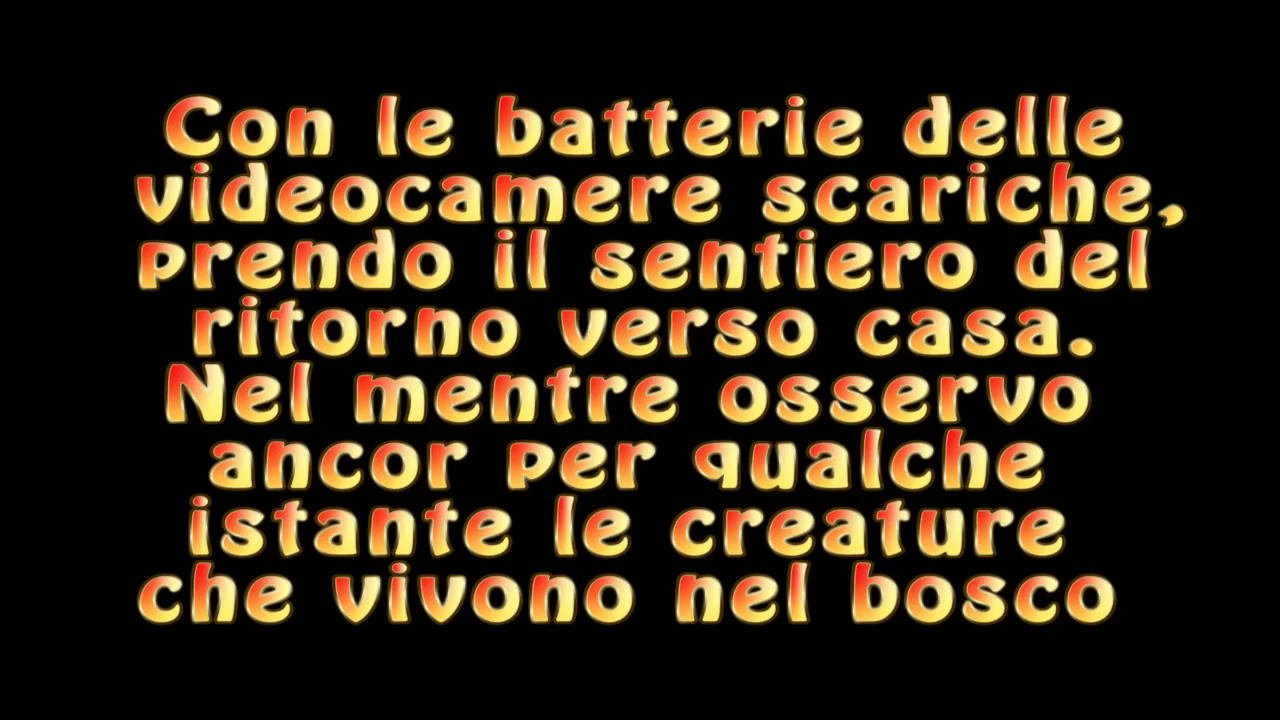 Con le batterie delle
videocamere scariche,
prendo il sentiero del
ritorno verso casa.
Nel mentre osservo
ancor per qualche
istante le creature
che vivono nel bosco